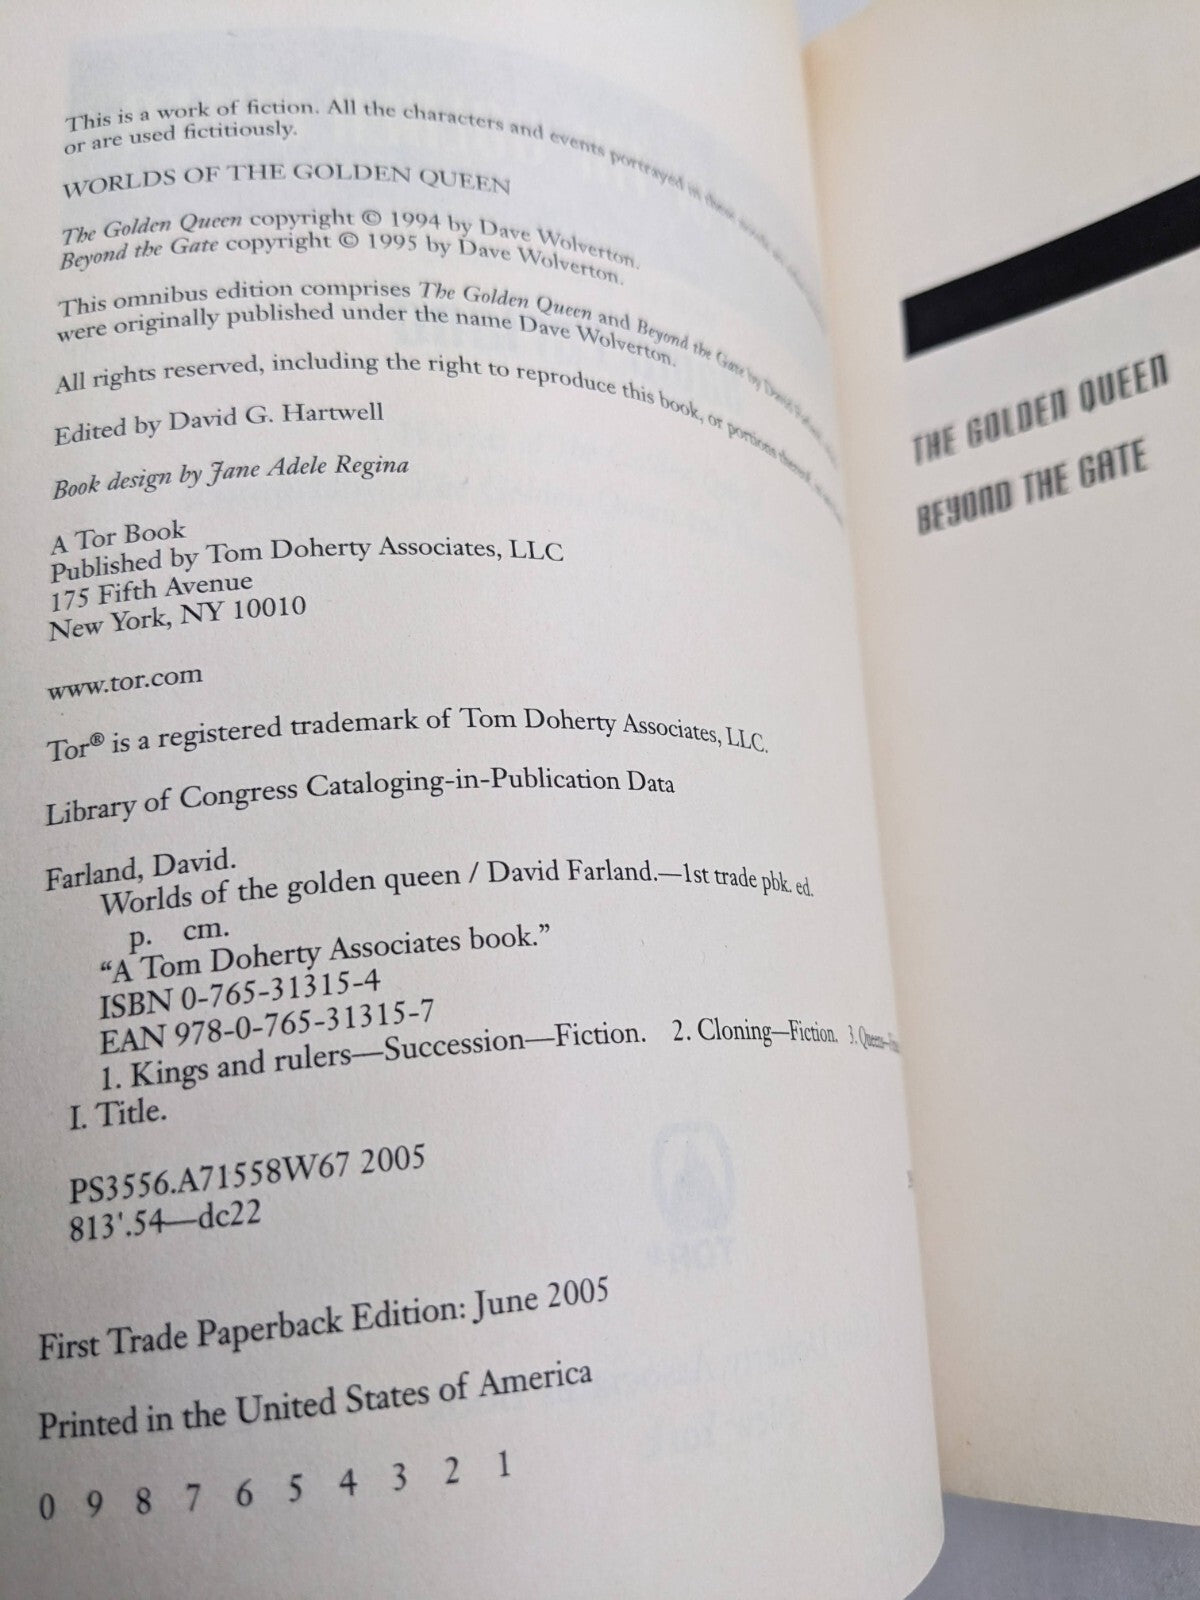 This is a work of fiction. All the characters and events portrayed in these novels
or are used fictitiously.
WORLDS OF THE GOLDEN QUEEN
The Golden Queen copyright © 1994 by Dave Wolverton.
Beyond the Gate copyright © 1995 by Dave Wolverton.
This omnibus edition comprises The Golden Queen and Beyond the Gate by David
were originally published under the name Dave Wolverton.
All rights reserved, including the right to reproduce this book, or portions thereof,
Edited by David G. Hartwell
Book design by Jane Adele Regina
A Tor Book
Published by Tom Doherty Associates, LLC
175 Fifth Avenue
New York, NY 10010
www.tor.com
Tor® is a registered trademark of Tom Doherty Associates, LLC.
Library of Congress Cataloging-in-Publication Data
Farland, David.
Worlds of the golden queen / David Farland.—1st trade pbk. ed.
p. cm.
“A Tom Doherty Associates book.”
ISBN 0-765-31315-4
EAN 978-0-765-31315-7
1. Kings and rulers—Succession—Fiction. 2. Cloning—Fiction. 3. Queens—
I. Title.
PS3556.A71558W67 2005
813'.54—dc22
First Trade Paperback Edition: June 2005
Printed in the United States of America
0 9 8 7 6 5 4 3 2 1
THE GOLDEN QUEEN
BEYOND THE GATE